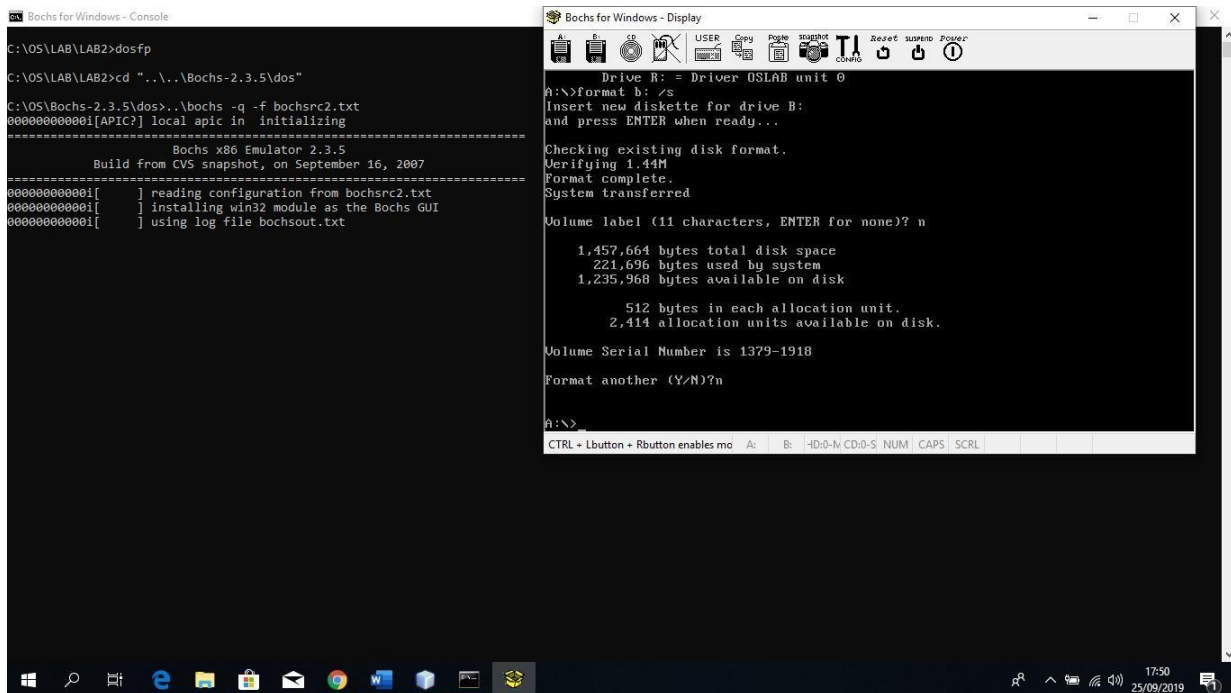 Bochs for Windows - Console
C:\OS\LAB\LAB2>dosfp
C:\OS\LAB\LAB2>cd "..\..\Bochs-2.3.5\dos"
C:\OS\Bochs-2.3.5\dos>..\bochs -q -f bochsrc2.txt
00000000000i[APIC?] local apic in  initializing
========================================================================
Bochs x86 Emulator 2.3.5
Build from CVS snapshot, on September 16, 2007
========================================================================
00000000000i[     ] reading configuration from bochsrc2.txt
00000000000i[     ] installing win32 module as the Bochs GUI
00000000000i[     ] using log file bochsout.txt
Bochs for Windows - Display
A: B: CD USER Copy Paste snapshot CONFIG Reset SUSPEND Power
Drive R: = Driver OSLAB unit 0
A:\>format b: /s
Insert new diskette for drive B:
and press ENTER when ready...
Checking existing disk format.
Verifying 1.44M
Format complete.
System transferred
Volume label (11 characters, ENTER for none)? n
1,457,664 bytes total disk space
221,696 bytes used by system
1,235,968 bytes available on disk
512 bytes in each allocation unit.
2,414 allocation units available on disk.
Volume Serial Number is 1379-1918
Format another (Y/N)?n
A:\>_
CTRL + Lbutton + Rbutton enables mo A: B: CD:0-S NUM CAPS SCRL
17:50
25/09/2019